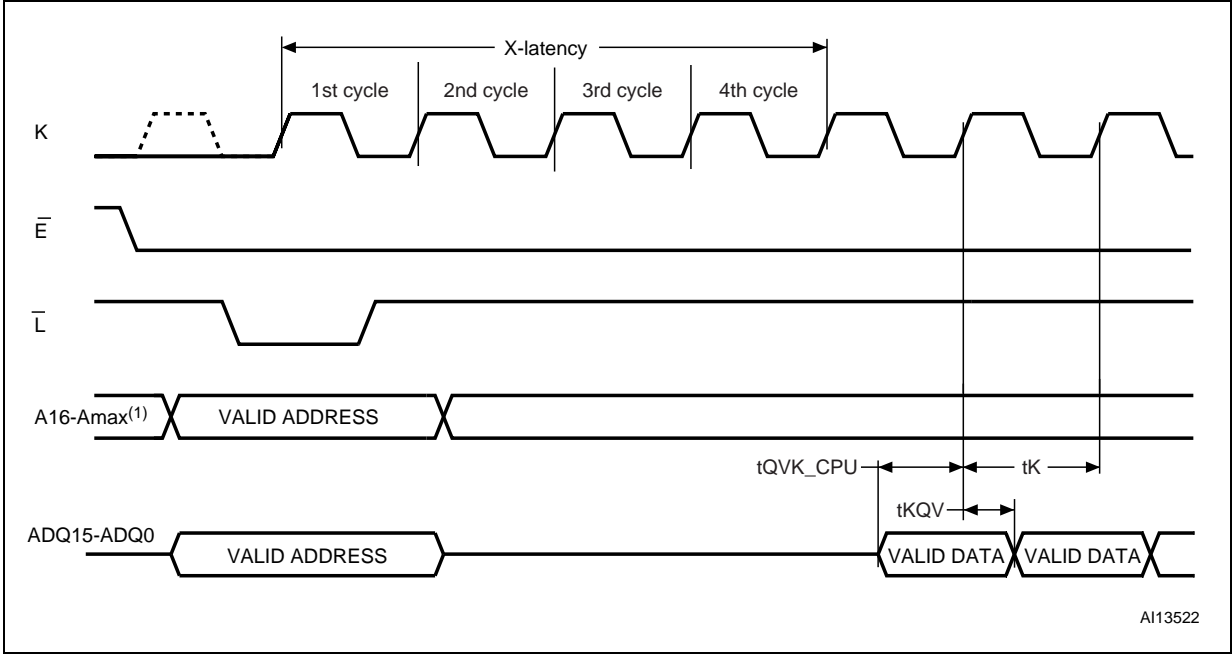 X-latency
1st cycle
2nd cycle
3rd cycle
4th cycle
K
E̅
L̅
A16-Amax(1)
VALID ADDRESS
tQVK_CPU
tK
tKQV
ADQ15-ADQ0
VALID ADDRESS
VALID DATA
VALID DATA
AI13522